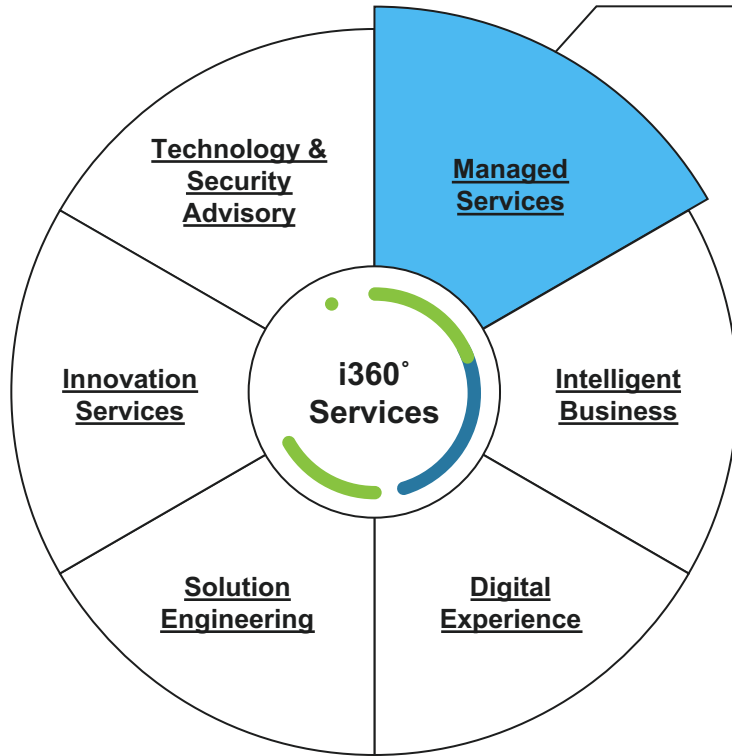 Technology &
Security
Advisory
Managed
Services
Innovation
Services
i360˚
Services
Intelligent
Business
Solution
Engineering
Digital
Experience